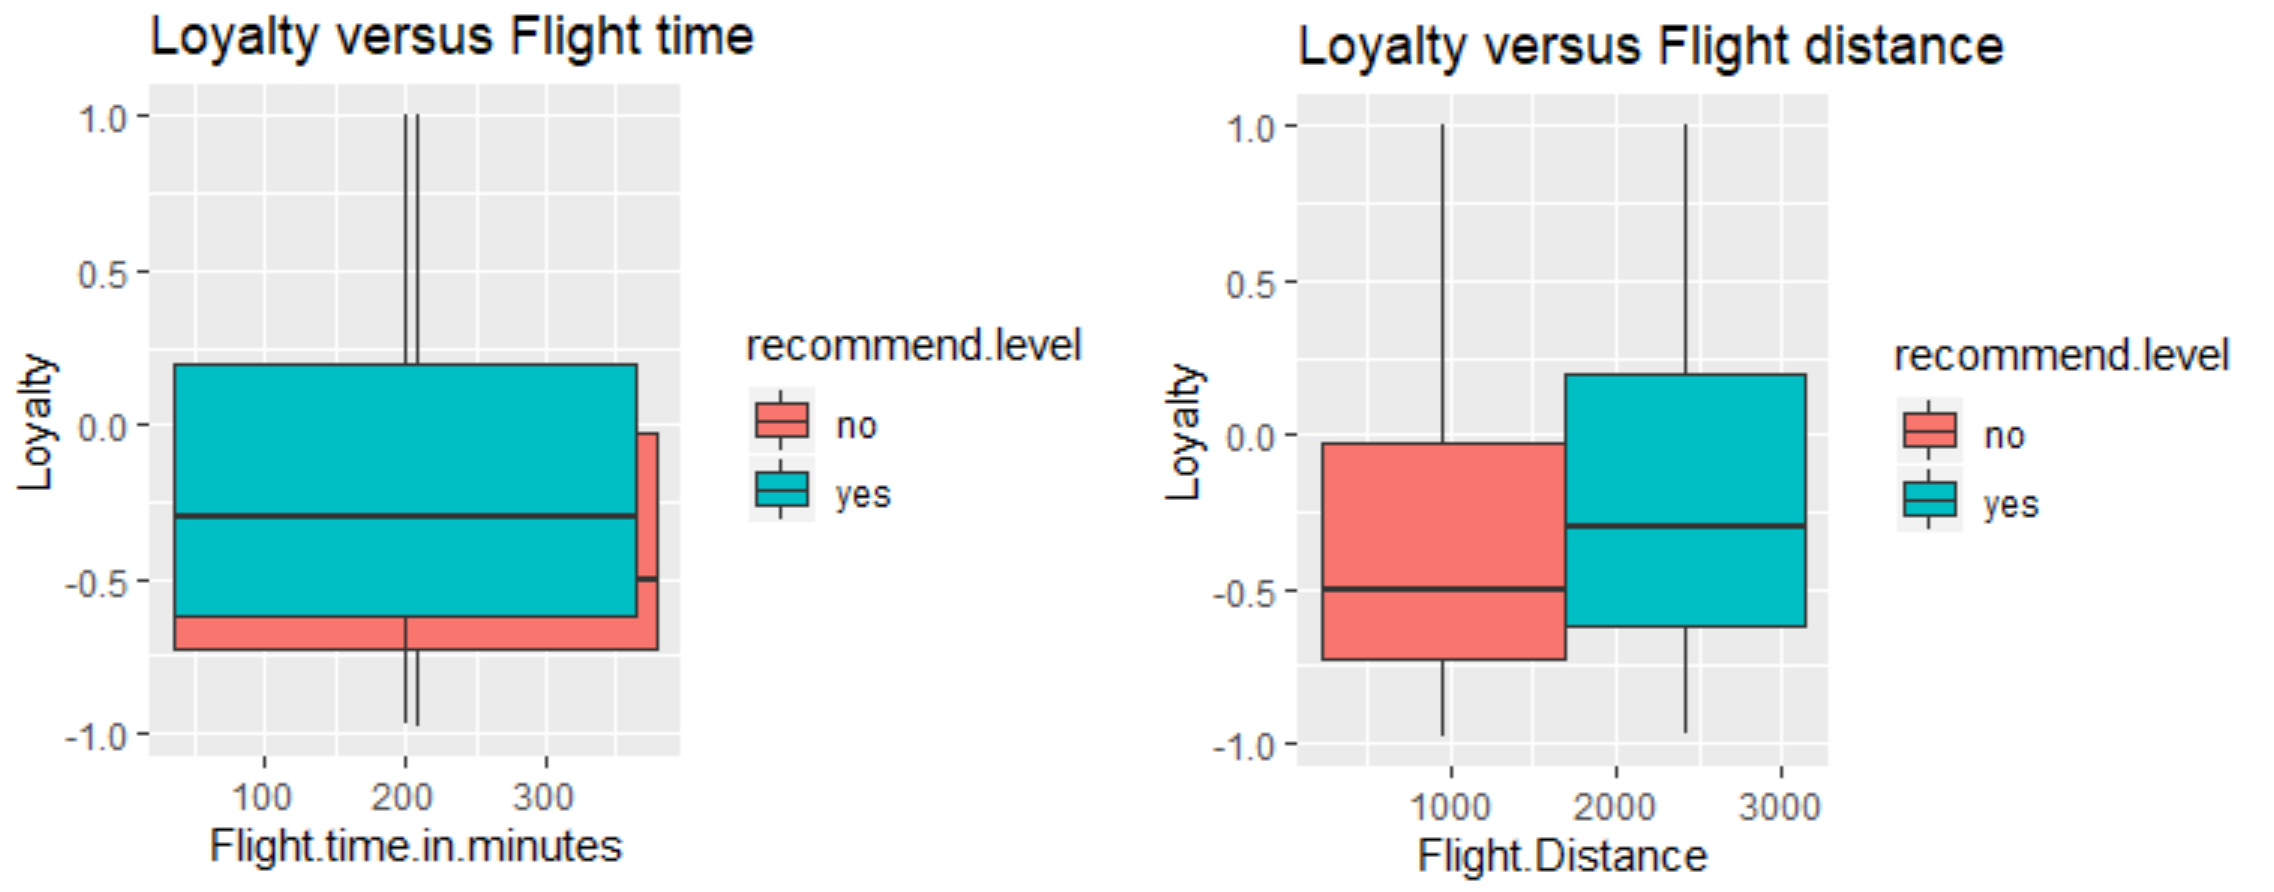 Loyalty versus Flight time
1.0
0.5
0.0
-0.5
-1.0
Loyalty
100 200 300
Flight.time.in.minutes
recommend.level
no
yes
Loyalty versus Flight distance
1.0
0.5
0.0
-0.5
-1.0
Loyalty
1000 2000 3000
Flight.Distance
recommend.level
no
yes